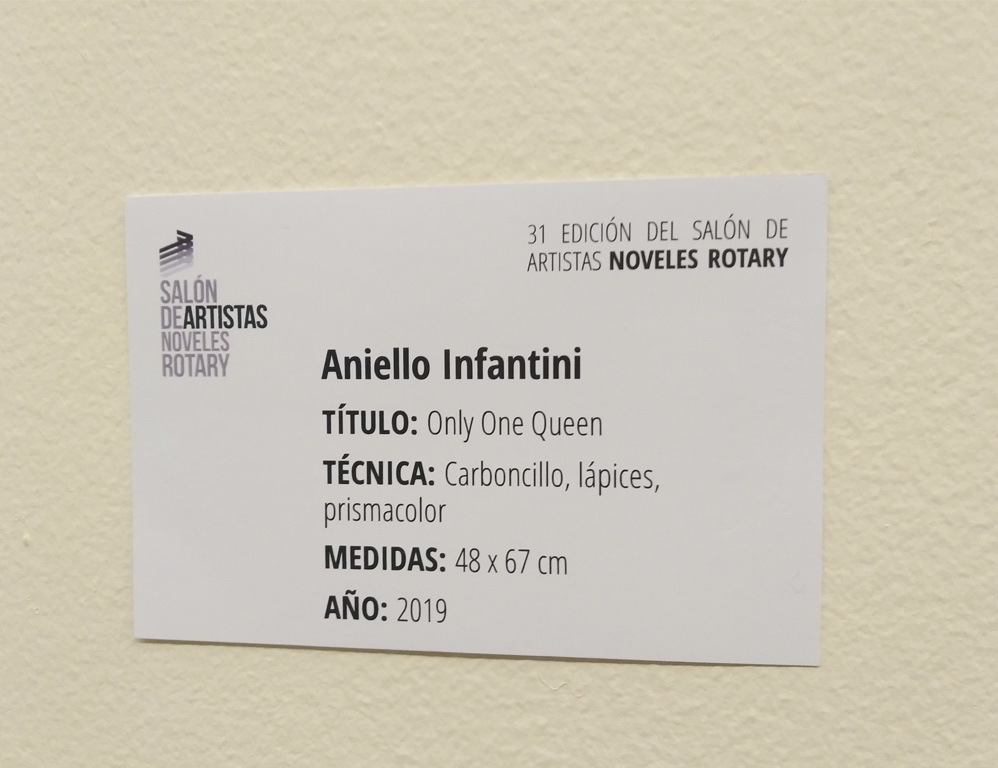 SALÓN
DEARTISTAS
NOVELES
ROTARY
31 EDICIÓN DEL SALÓN DE
ARTISTAS NOVELES ROTARY
Aniello Infantini
TÍTULO: Only One Queen
TÉCNICA: Carboncillo, lápices,
prismacolor
MEDIDAS: 48 x 67 cm
AÑO: 2019